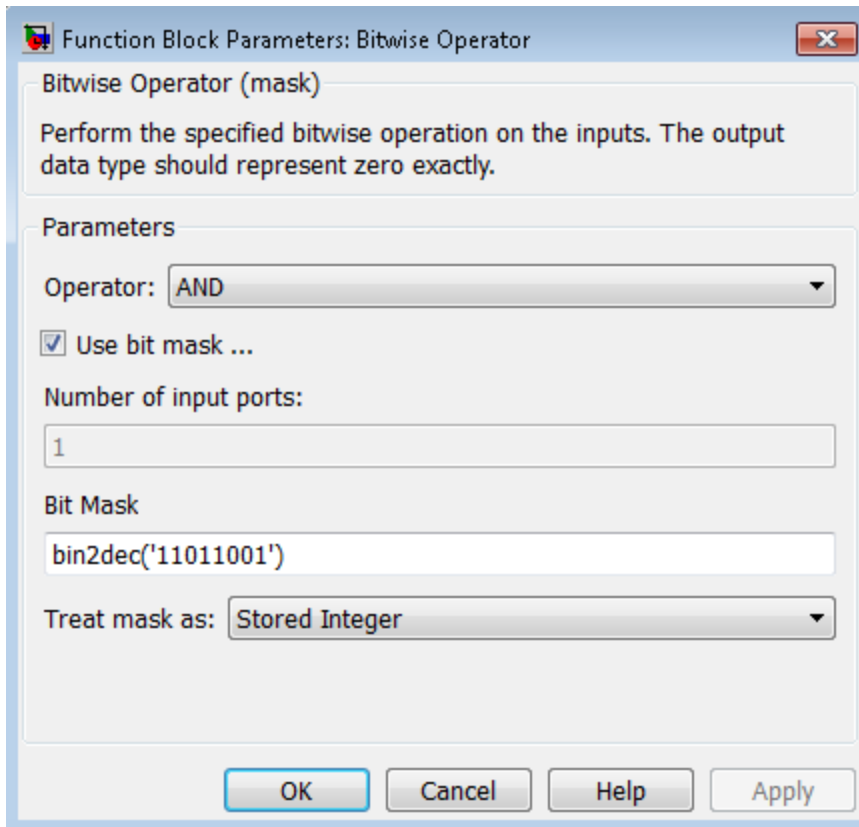 Function Block Parameters: Bitwise Operator
Bitwise Operator (mask)
Perform the specified bitwise operation on the inputs. The output
data type should represent zero exactly.
Parameters
Operator: AND
Use bit mask ...
Number of input ports:
1
Bit Mask
bin2dec('11011001')
Treat mask as: Stored Integer
OK Cancel Help Apply